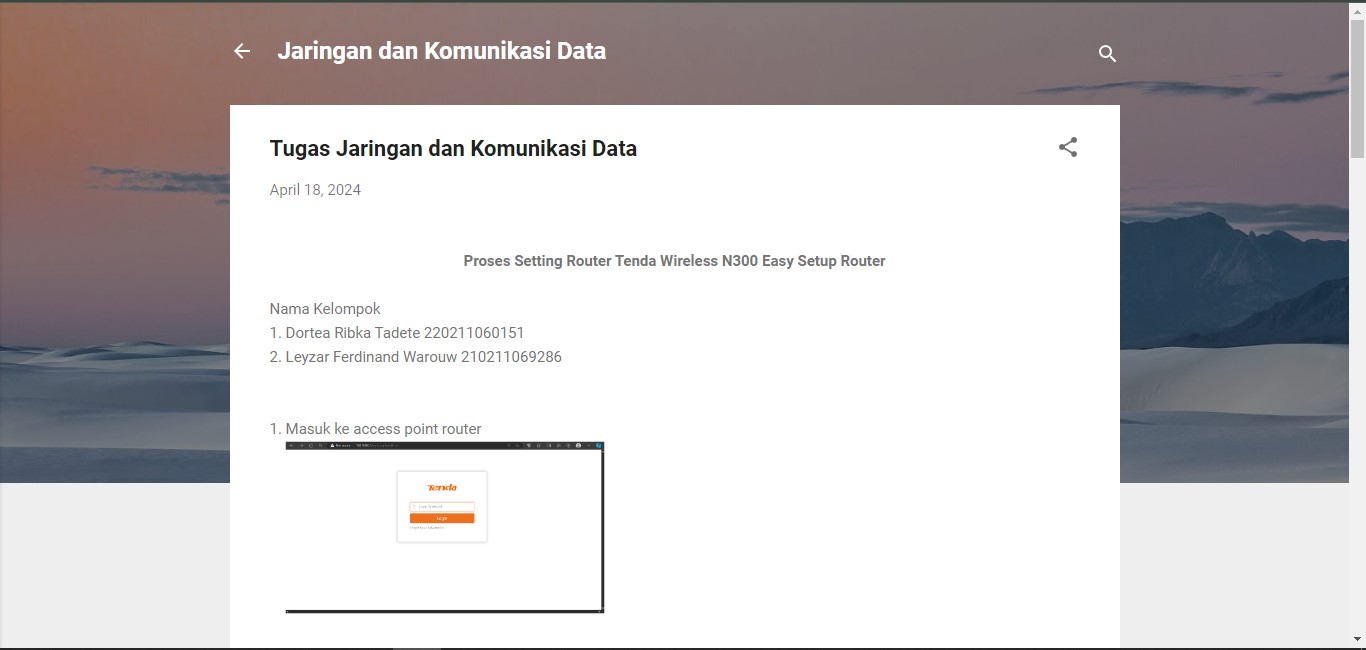 Jaringan dan Komunikasi Data
Tugas Jaringan dan Komunikasi Data
April 18, 2024
Proses Setting Router Tenda Wireless N300 Easy Setup Router
Nama Kelompok
1. Dortea Ribka Tadete 220211060151
2. Leyzar Ferdinand Warouw 210211069286
1. Masuk ke access point router
Tenda
Login